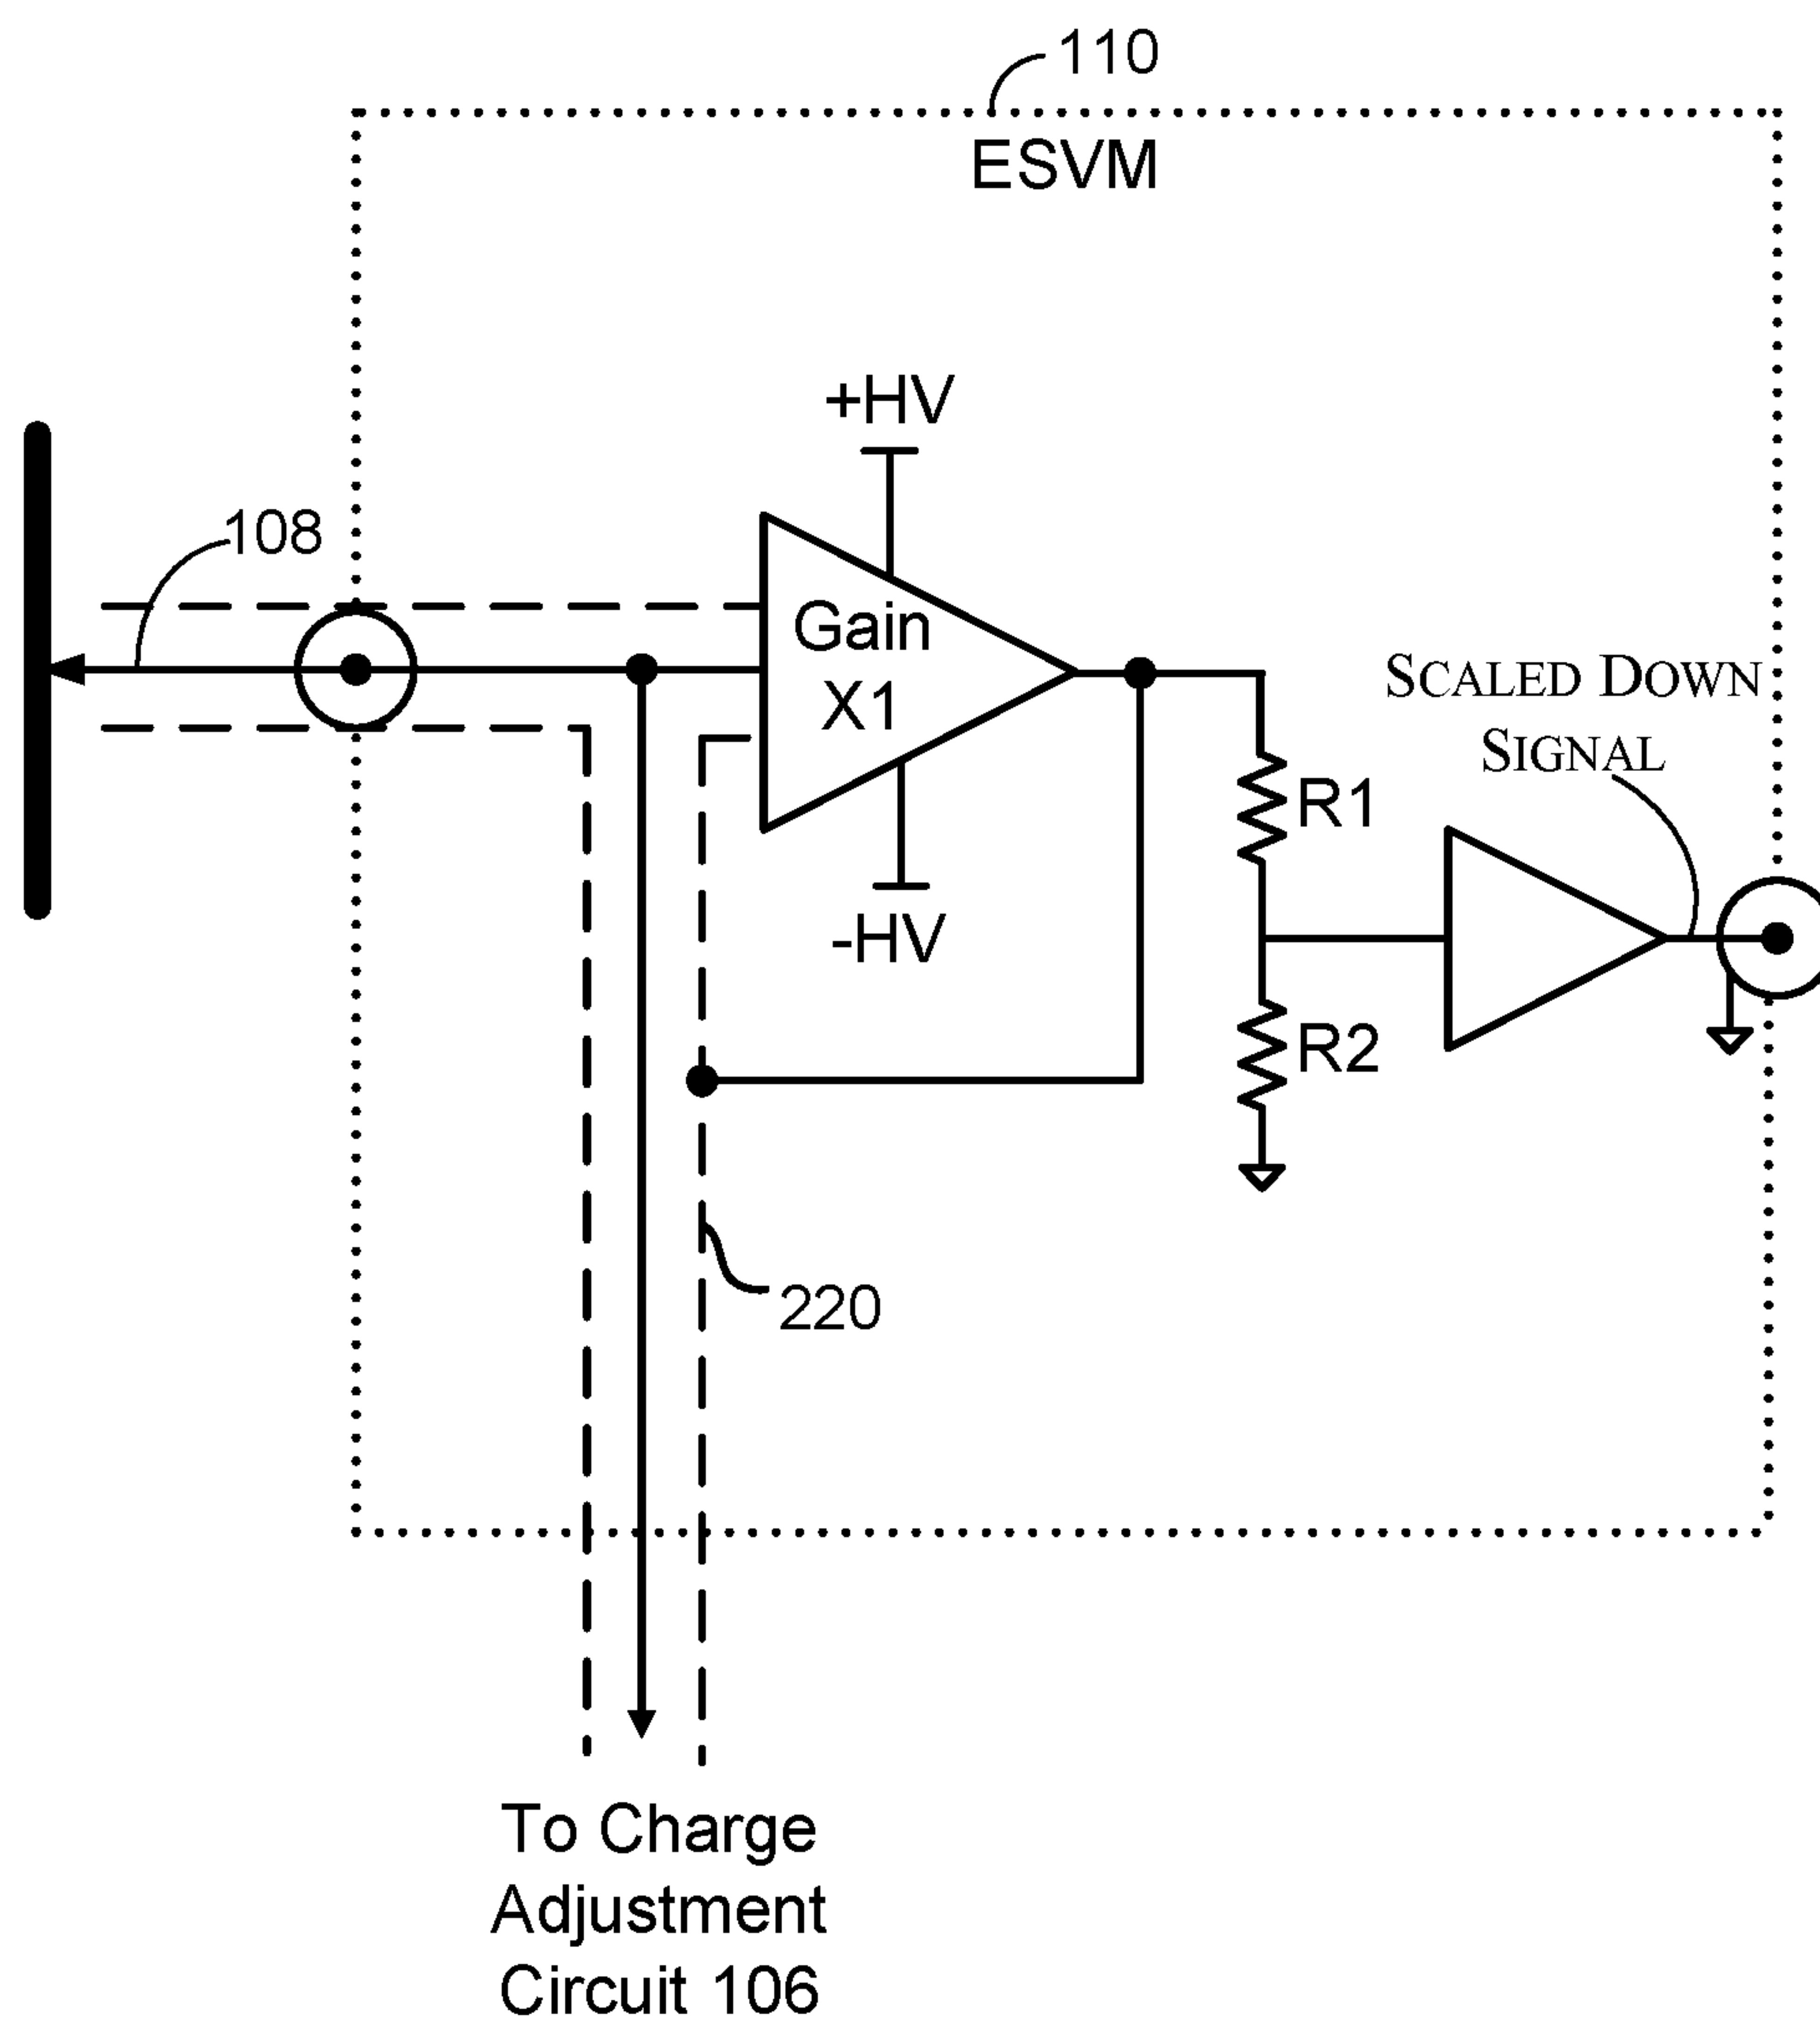 110
ESVM
+HV
108
Gain
X1
SCALED DOWN
SIGNAL
R1
-HV
R2
220
To Charge
Adjustment
Circuit 106